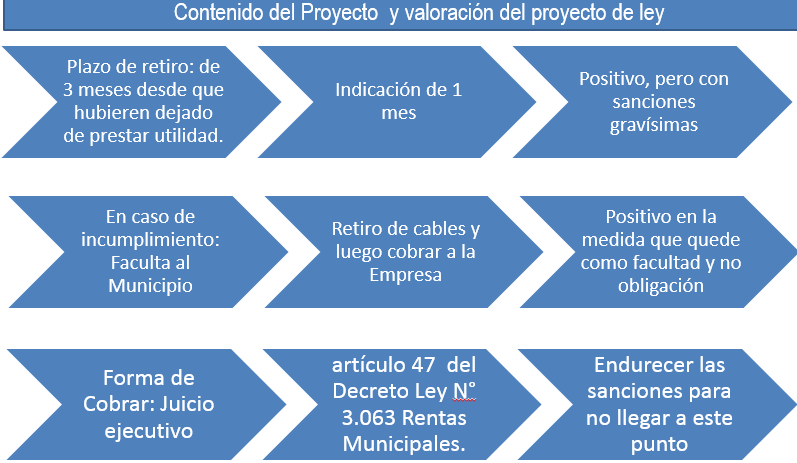 Contenido del Proyecto  y valoración del proyecto de ley
Plazo de retiro: de
3 meses desde que
hubieren dejado
de prestar utilidad.
Indicación de 1
mes
Positivo, pero con
sanciones
gravísimas
En caso de
incumplimiento:
Faculta al
Municipio
Retiro de cables y
luego cobrar a la
Empresa
Positivo en la
medida que quede
como facultad y no
obligación
Forma de
Cobrar: Juicio
ejecutivo
artículo 47  del
Decreto Ley N°
3.063 Rentas
Municipales.
Endurecer las
sanciones para
no llegar a este
punto